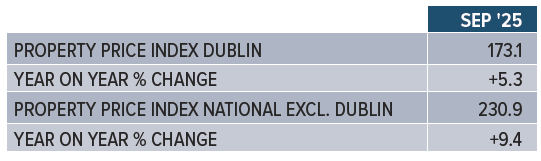 SEP '25
PROPERTY PRICE INDEX DUBLIN 173.1
YEAR ON YEAR % CHANGE +5.3
PROPERTY PRICE INDEX NATIONAL EXCL. DUBLIN 230.9
YEAR ON YEAR % CHANGE +9.4